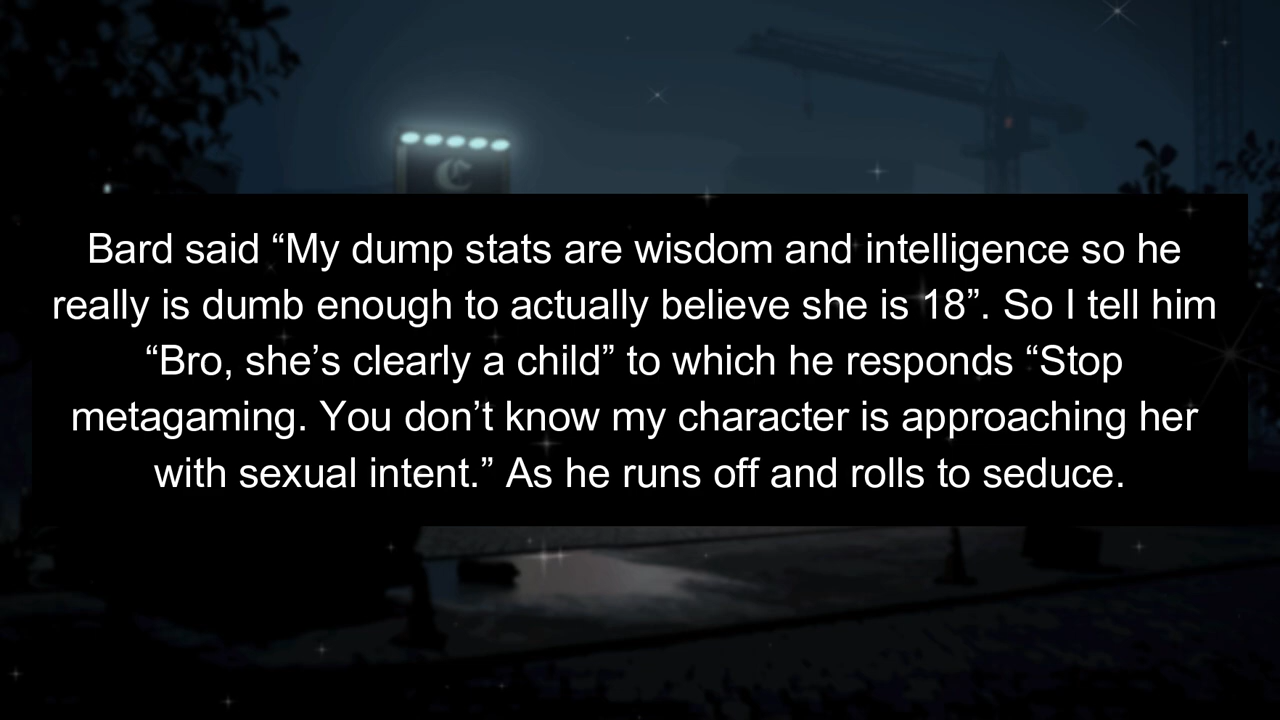 C
Bard said “My dump stats are wisdom and intelligence so he
really is dumb enough to actually believe she is 18”. So I tell him
“Bro, she’s clearly a child” to which he responds “Stop
metagaming. You don’t know my character is approaching her
with sexual intent.” As he runs off and rolls to seduce.